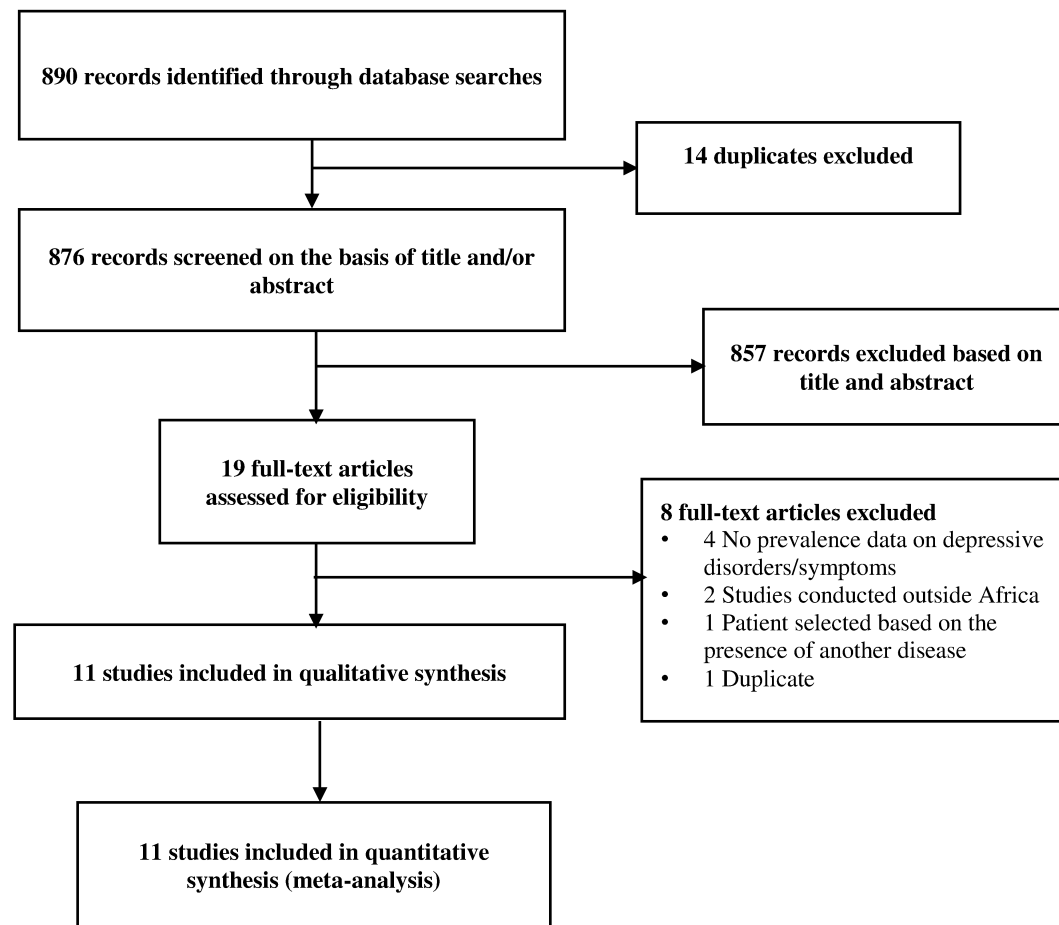 890 records identified through database searches
14 duplicates excluded
876 records screened on the basis of title and/or
abstract
857 records excluded based on
title and abstract
19 full-text articles
assessed for eligibility
8 full-text articles excluded
• 4 No prevalence data on depressive
disorders/symptoms
• 2 Studies conducted outside Africa
• 1 Patient selected based on the
presence of another disease
• 1 Duplicate
11 studies included in qualitative synthesis
11 studies included in quantitative
synthesis (meta-analysis)